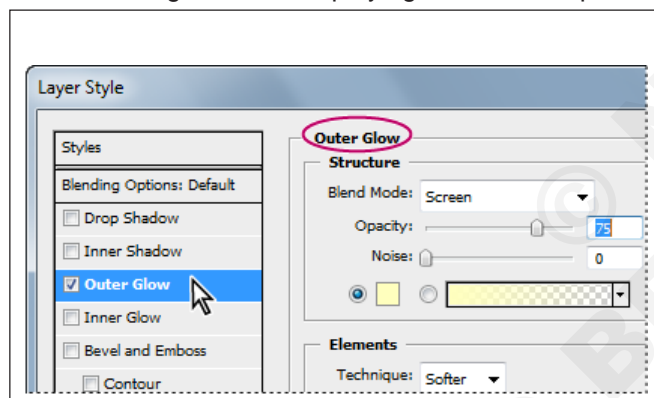 Layer Style
Styles
Blending Options: Default
Drop Shadow
Inner Shadow
Outer Glow
Inner Glow
Bevel and Emboss
Contour
Outer Glow
Structure
Blend Mode: Screen
Opacity: 75
Noise: 0
Elements
Technique: Softer